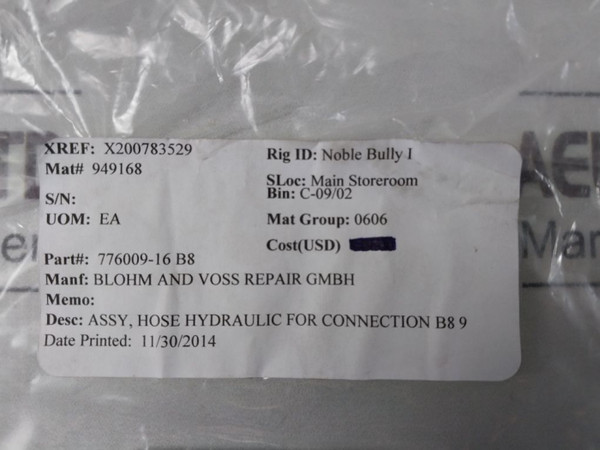 XREF: X200783529
Mat# 949168
S/N:
UOM: EA
Rig ID: Noble Bully I
SLoc: Main Storeroom
Bin: C-09/02
Mat Group: 0606
Cost(USD)
Part#: 776009-16 B8
Manf: BLOHM AND VOSS REPAIR GMBH
Memo:
Desc: ASSY, HOSE HYDRAULIC FOR CONNECTION B8 9
Date Printed: 11/30/2014